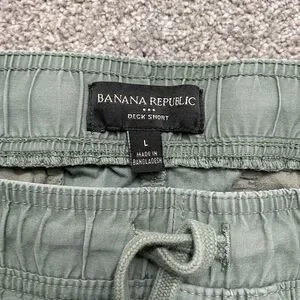 BANANA REPUBLIC
DECK SHORT
L
MADE IN
BANGLADESH